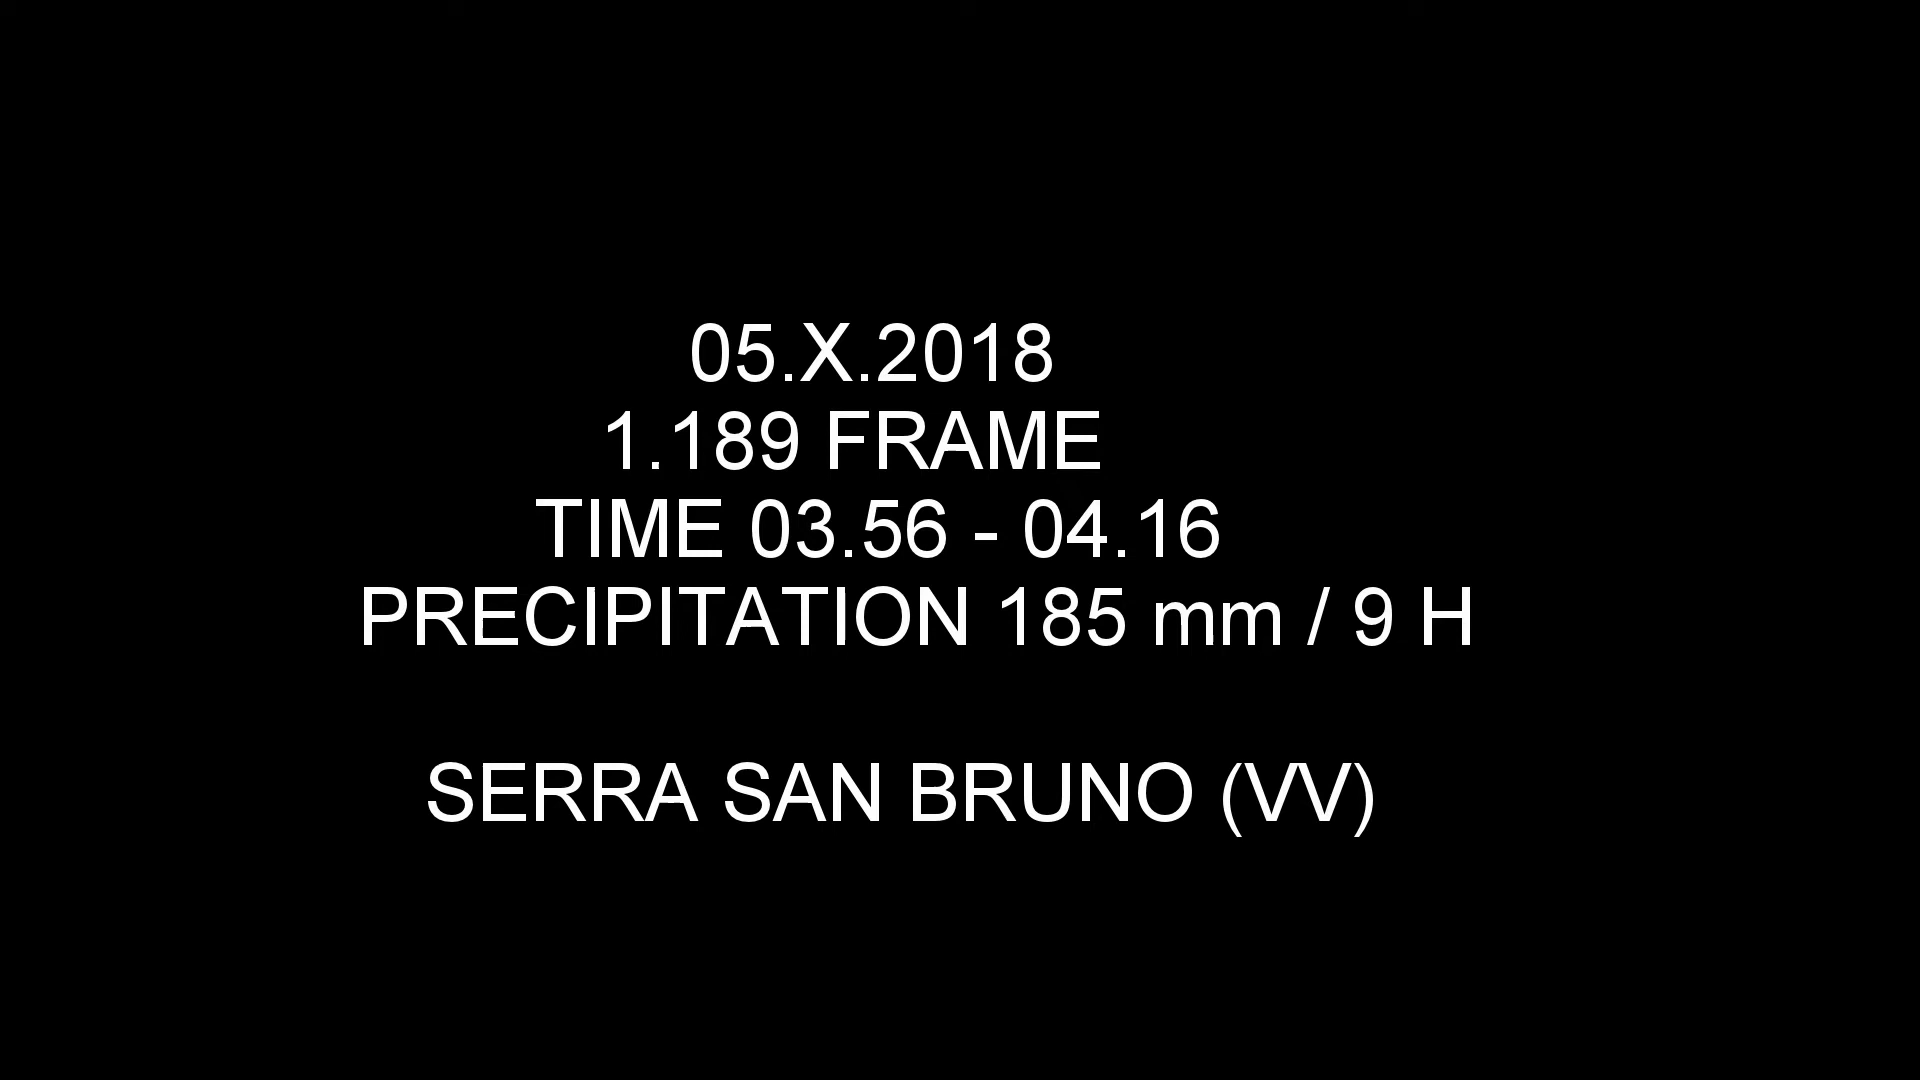 05.X.2018
1.189 FRAME
TIME 03.56 - 04.16
PRECIPITATION 185 mm / 9 H
SERRA SAN BRUNO (VV)